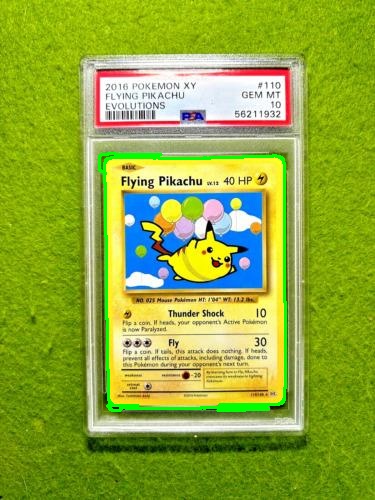 2016 POKEMON XY #110
FLYING PIKACHU GEM MT
EVOLUTIONS 10
PSA 56211932
BASIC
Flying Pikachu LV.12 40 HP
NO. 025 Mouse Pokémon HT: 1'04" WT: 13.2 lbs.
Thunder Shock 10
Flip a coin. If heads, your opponent's Active Pokémon
is now Paralyzed.
Fly 30
Flip a coin. If tails, this attack does nothing. If heads,
prevent all effects of attacks, including damage, done to
this Pokémon during your opponent's next turn.
weakness resistance -20
retreat cost